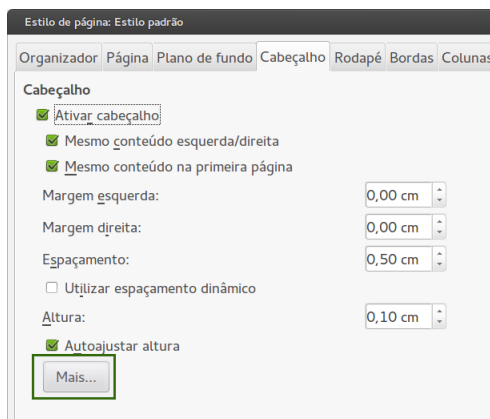 Estilo de página: Estilo padrão
Organizador Página Plano de fundo Cabeçalho Rodapé Bordas Colunas
Cabeçalho
Ativar cabeçalho
Mesmo conteúdo esquerda/direita
Mesmo conteúdo na primeira página
Margem esquerda: 0,00 cm
Margem direita: 0,00 cm
Espaçamento: 0,50 cm
Utilizar espaçamento dinâmico
Altura: 0,10 cm
Autoajustar altura
Mais...